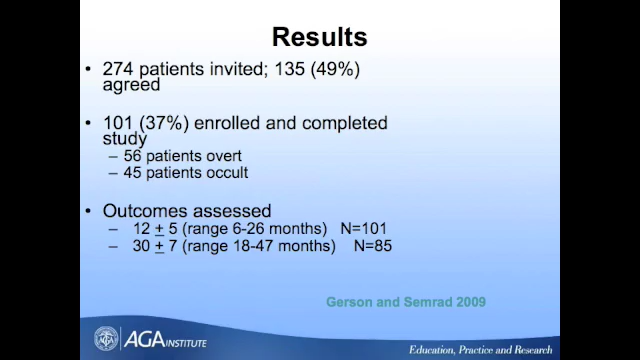 Results
• 274 patients invited; 135 (49%)
agreed
• 101 (37%) enrolled and completed
study
– 56 patients overt
– 45 patients occult
• Outcomes assessed
– 12 ± 5 (range 6-26 months) N=101
– 30 ± 7 (range 18-47 months) N=85
Gerson and Semrad 2009
AGA INSTITUTE
Education, Practice and Research